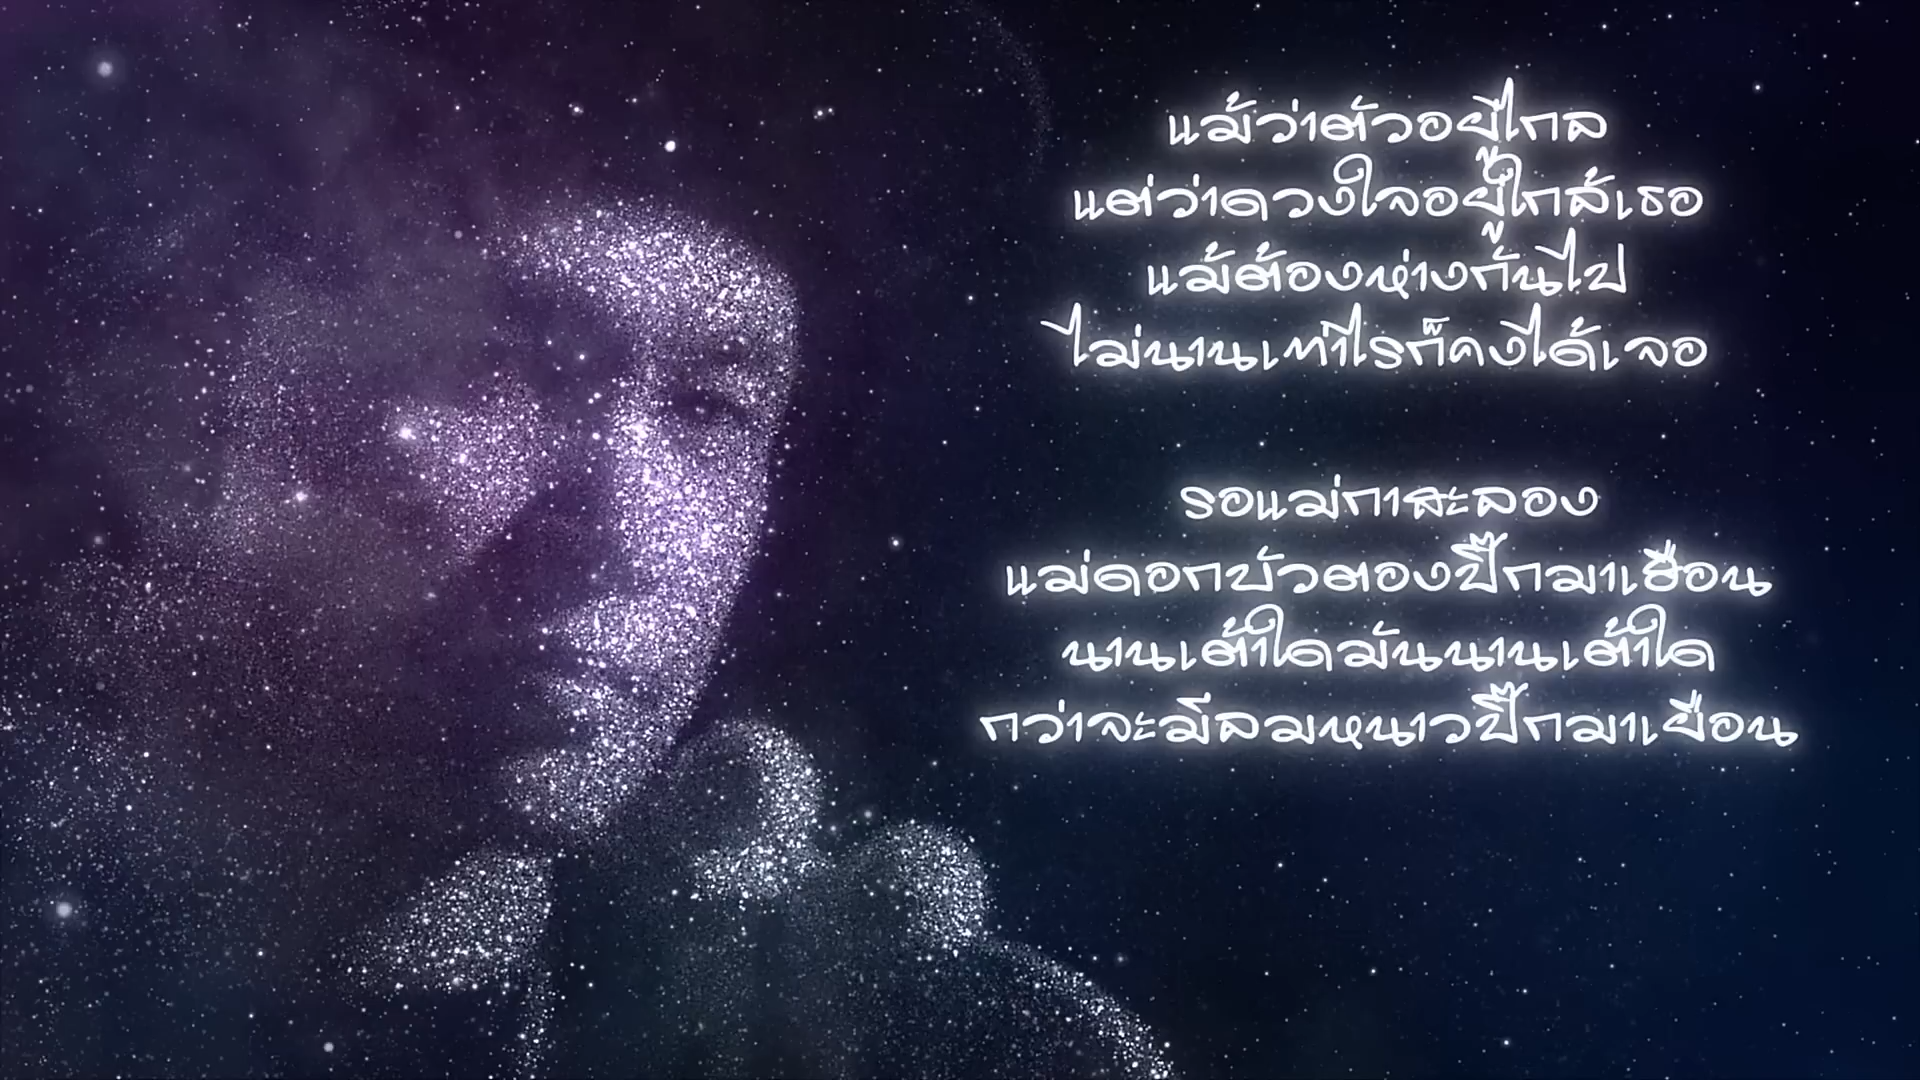 แม้ว่าตัวอยู่ไกล
แต่ว่าดวงใจอยู่ใกล้เธอ
แม้ต้องห่างกันไป
ไม่นานเท่าไรก็คงได้เจอ
รอแม่กาสะลอง
แม่ดอกบัวตองปิ๊กมาเฮือน
นานเต้าใดมันนานเต้าใด
กว่าจะมีลมหนาวปิ๊กมาเยือน